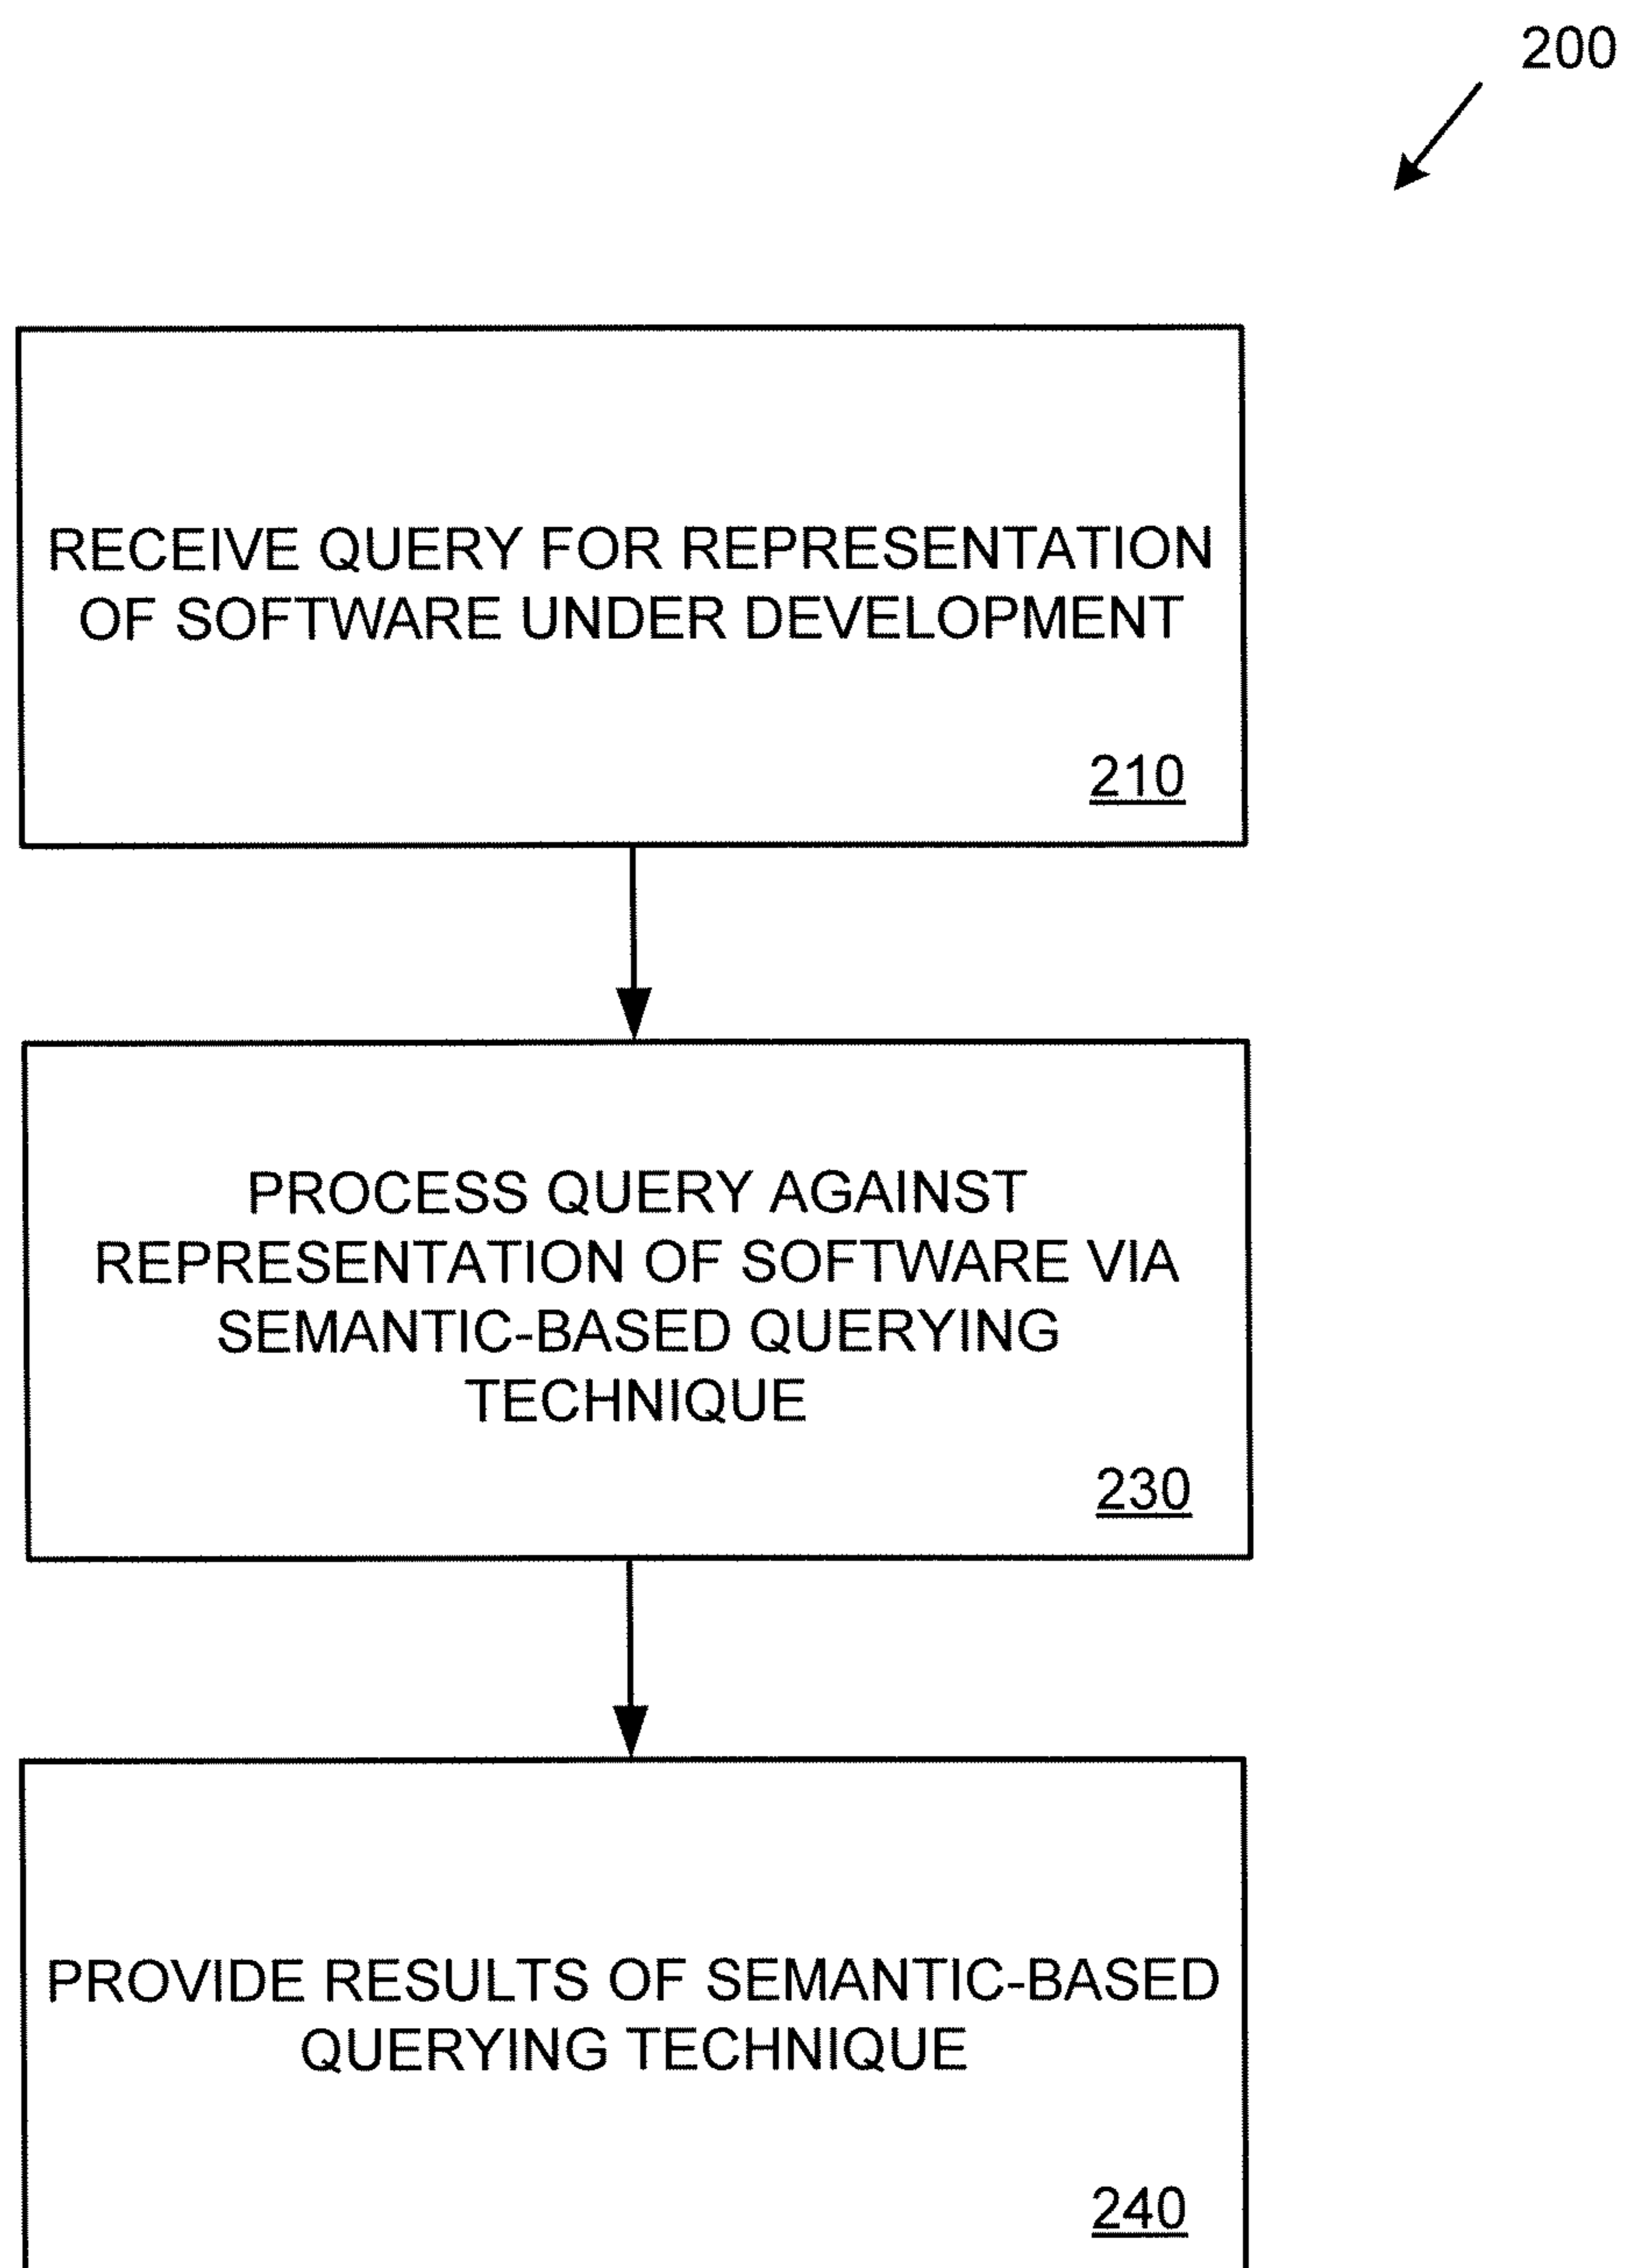 200
RECEIVE QUERY FOR REPRESENTATION
OF SOFTWARE UNDER DEVELOPMENT
210
PROCESS QUERY AGAINST
REPRESENTATION OF SOFTWARE VIA
SEMANTIC-BASED QUERYING
TECHNIQUE
230
PROVIDE RESULTS OF SEMANTIC-BASED
QUERYING TECHNIQUE
240